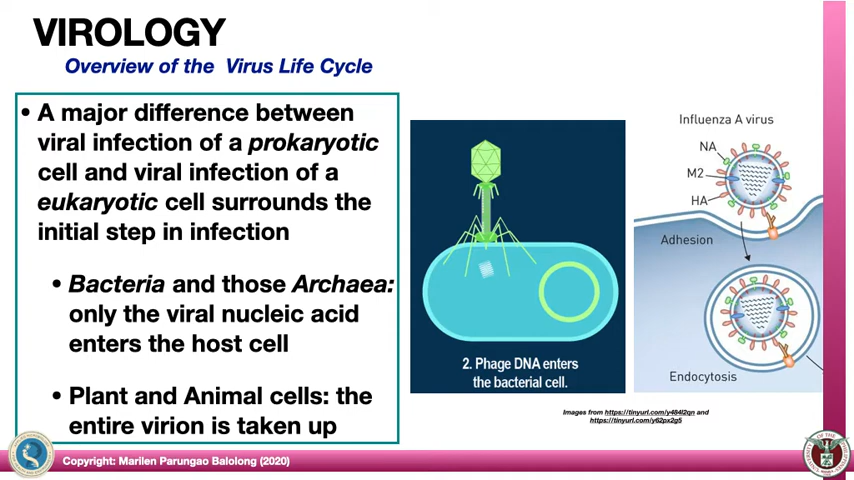 VIROLOGY
Overview of the Virus Life Cycle
• A major difference between
viral infection of a prokaryotic
cell and viral infection of a
eukaryotic cell surrounds the
initial step in infection
• Bacteria and those Archaea:
only the viral nucleic acid
enters the host cell
• Plant and Animal cells: the
entire virion is taken up
2. Phage DNA enters
the bacterial cell.
Influenza A virus
NA
M2
HA
Adhesion
Endocytosis
Images from https://tinyurl.com/y484l2qn and
https://tinyurl.com/y62px2g5
Copyright: Marilen Parungao Balolong (2020)